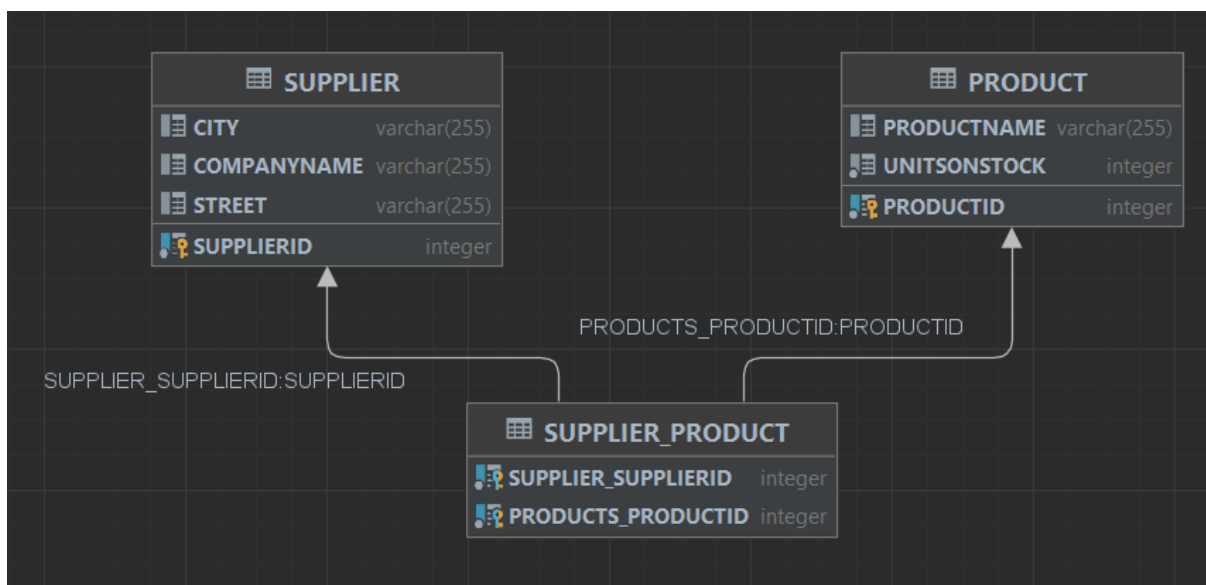 SUPPLIER
CITY varchar(255)
COMPANYNAME varchar(255)
STREET varchar(255)
SUPPLIERID integer
PRODUCT
PRODUCTNAME varchar(255)
UNITSONSTOCK integer
PRODUCTID integer
PRODUCTS_PRODUCTID:PRODUCTID
SUPPLIER_SUPPLIERID:SUPPLIERID
SUPPLIER_PRODUCT
SUPPLIER_SUPPLIERID integer
PRODUCTS_PRODUCTID integer